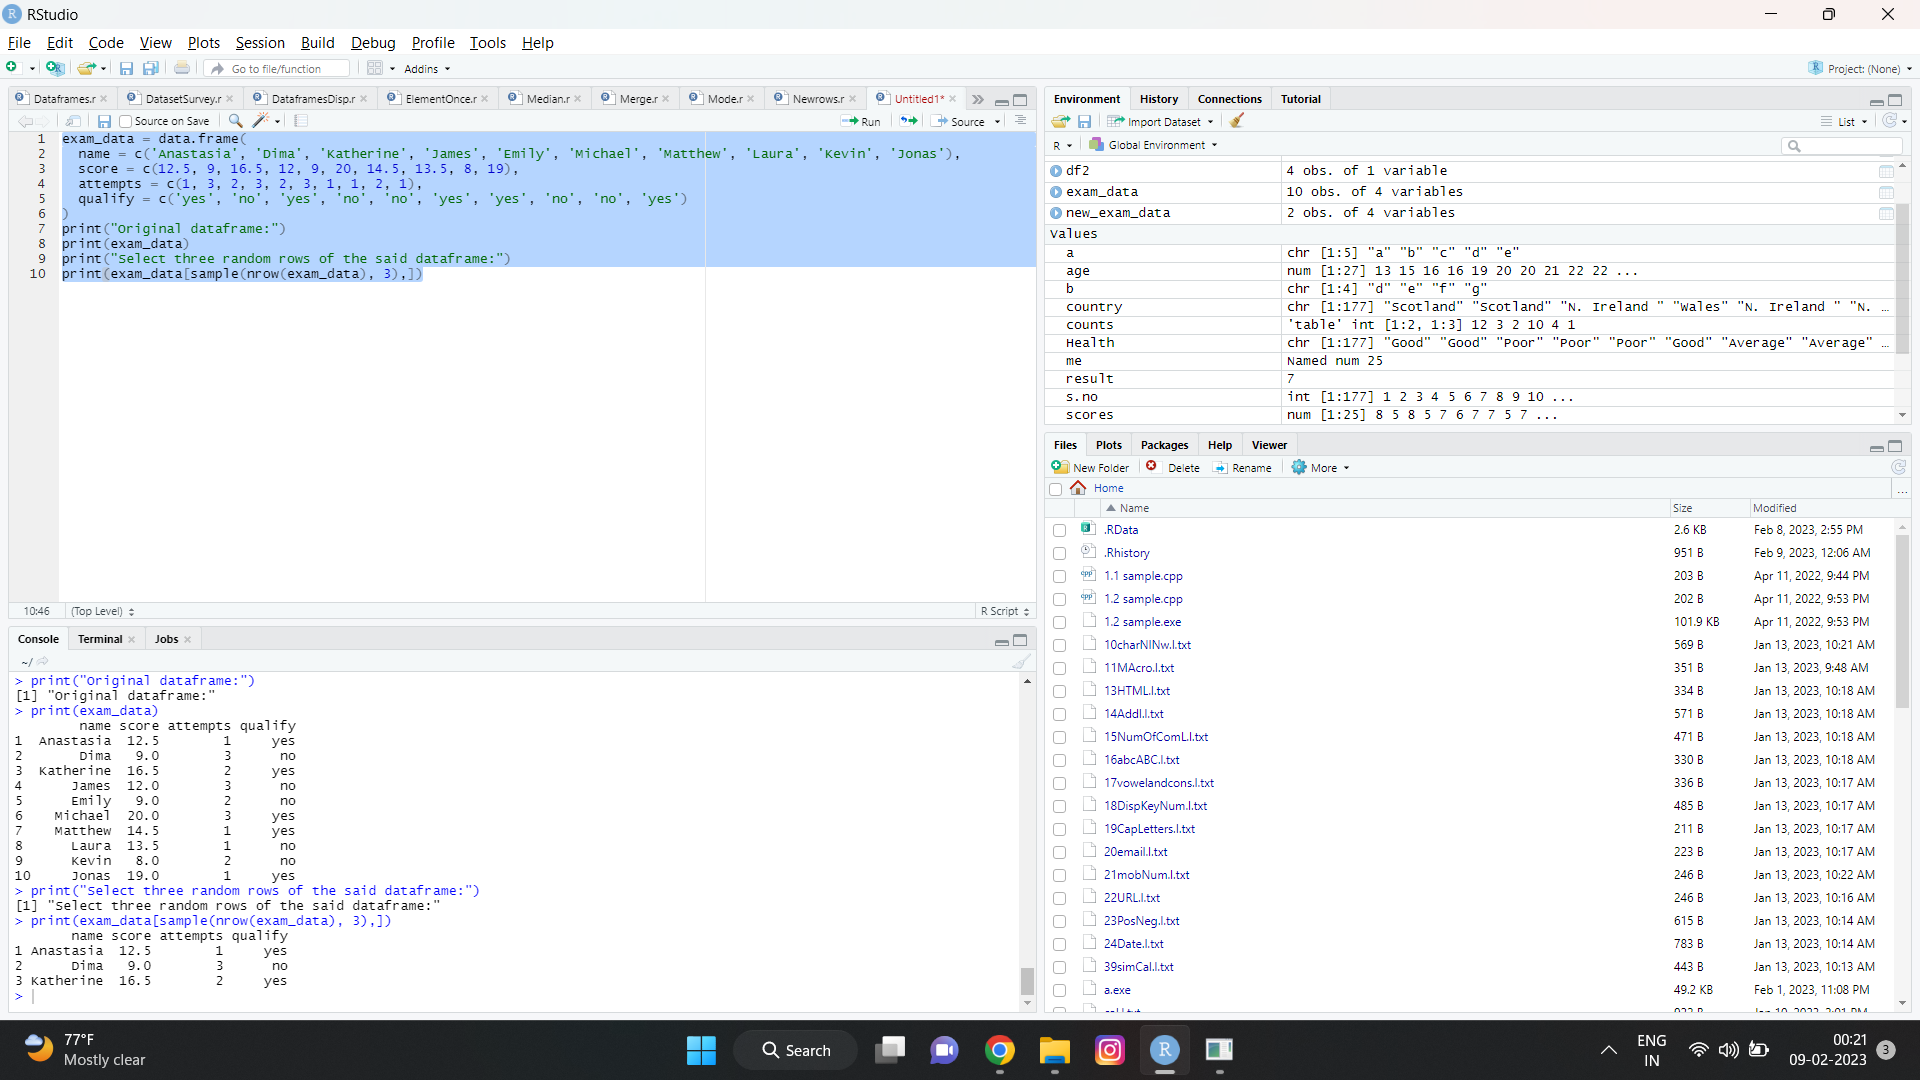 RStudio
File Edit Code View Plots Session Build Debug Profile Tools Help
Go to file/function Addins Project: (None)
Dataframes.r DatasetSurvey.r DataframesDisp.r ElementOnce.r Median.r Merge.r Mode.r Newrows.r Untitled1*
Source on Save Run Source
1 exam_data = data.frame(
2 name = c('Anastasia', 'Dima', 'Katherine', 'James', 'Emily', 'Michael', 'Matthew', 'Laura', 'Kevin', 'Jonas'),
3 score = c(12.5, 9, 16.5, 12, 9, 20, 14.5, 13.5, 8, 19),
4 attempts = c(1, 3, 2, 3, 2, 3, 1, 1, 2, 1),
5 qualify = c('yes', 'no', 'yes', 'no', 'no', 'yes', 'yes', 'no', 'no', 'yes')
6 )
7 print("Original dataframe:")
8 print(exam_data)
9 print("Select three random rows of the said dataframe:")
10 print(exam_data[sample(nrow(exam_data), 3),])
10:46 (Top Level) R Script
Console Terminal Jobs
~/
> print("Original dataframe:")
[1] "Original dataframe:"
> print(exam_data)
name score attempts qualify
1 Anastasia 12.5 1 yes
2 Dima 9.0 3 no
3 Katherine 16.5 2 yes
4 James 12.0 3 no
5 Emily 9.0 2 no
6 Michael 20.0 3 yes
7 Matthew 14.5 1 yes
8 Laura 13.5 1 no
9 Kevin 8.0 2 no
10 Jonas 19.0 1 yes
> print("Select three random rows of the said dataframe:")
[1] "Select three random rows of the said dataframe:"
> print(exam_data[sample(nrow(exam_data), 3),])
name score attempts qualify
1 Anastasia 12.5 1 yes
2 Dima 9.0 3 no
3 Katherine 16.5 2 yes
>
Environment History Connections Tutorial
Import Dataset List
R Global Environment
df2 4 obs. of 1 variable
exam_data 10 obs. of 4 variables
new_exam_data 2 obs. of 4 variables
Values
a chr [1:5] "a" "b" "c" "d" "e"
age num [1:27] 13 15 16 16 19 20 20 21 22 22 ...
b chr [1:4] "d" "e" "f" "g"
country chr [1:177] "Scotland" "Scotland" "N. Ireland " "Wales" "N. Ireland " "N. …
counts 'table' int [1:2, 1:3] 12 3 2 10 4 1
Health chr [1:177] "Good" "Good" "Poor" "Poor" "Poor" "Good" "Average" "Average" …
me Named num 25
result 7
s.no int [1:177] 1 2 3 4 5 6 7 8 9 10 ...
scores num [1:25] 8 5 8 5 7 6 7 7 5 7 ...
Files Plots Packages Help Viewer
New Folder Delete Rename More
Home ...
Name Size Modified
.RData 2.6 KB Feb 8, 2023, 2:55 PM
.Rhistory 951 B Feb 9, 2023, 12:06 AM
1.1 sample.cpp 203 B Apr 11, 2022, 9:44 PM
1.2 sample.cpp 202 B Apr 11, 2022, 9:53 PM
1.2 sample.exe 101.9 KB Apr 11, 2022, 9:53 PM
10charNlNw.l.txt 569 B Jan 13, 2023, 10:21 AM
11MAcro.l.txt 351 B Jan 13, 2023, 9:48 AM
13HTML.l.txt 334 B Jan 13, 2023, 10:18 AM
14AddI.l.txt 571 B Jan 13, 2023, 10:18 AM
15NumOfComL.l.txt 471 B Jan 13, 2023, 10:18 AM
16abcABC.l.txt 330 B Jan 13, 2023, 10:18 AM
17vowelandcons.l.txt 336 B Jan 13, 2023, 10:17 AM
18DispKeyNum.l.txt 485 B Jan 13, 2023, 10:17 AM
19CapLetters.l.txt 211 B Jan 13, 2023, 10:17 AM
20email.l.txt 223 B Jan 13, 2023, 10:17 AM
21mobNum.l.txt 246 B Jan 13, 2023, 10:22 AM
22URL.l.txt 246 B Jan 13, 2023, 10:16 AM
23PosNeg.l.txt 615 B Jan 13, 2023, 10:14 AM
24Date.l.txt 783 B Jan 13, 2023, 10:14 AM
39simCal.l.txt 443 B Jan 13, 2023, 10:13 AM
a.exe 49.2 KB Feb 1, 2023, 11:08 PM
77°F
Mostly clear
Search
ENG
IN
00:21
09-02-2023
3